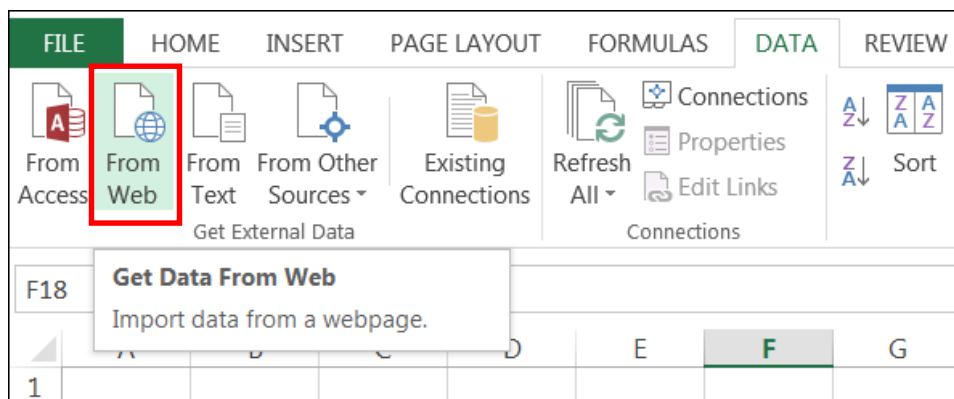 FILE HOME INSERT PAGE LAYOUT FORMULAS DATA REVIEW
From Access
From Web
From Text
From Other Sources
Existing Connections
Get External Data
Refresh All
Connections
Properties
Edit Links
Connections
A Z
Z A
Z A A Z
Sort
F18
Get Data From Web
Import data from a webpage.
D E F G
1